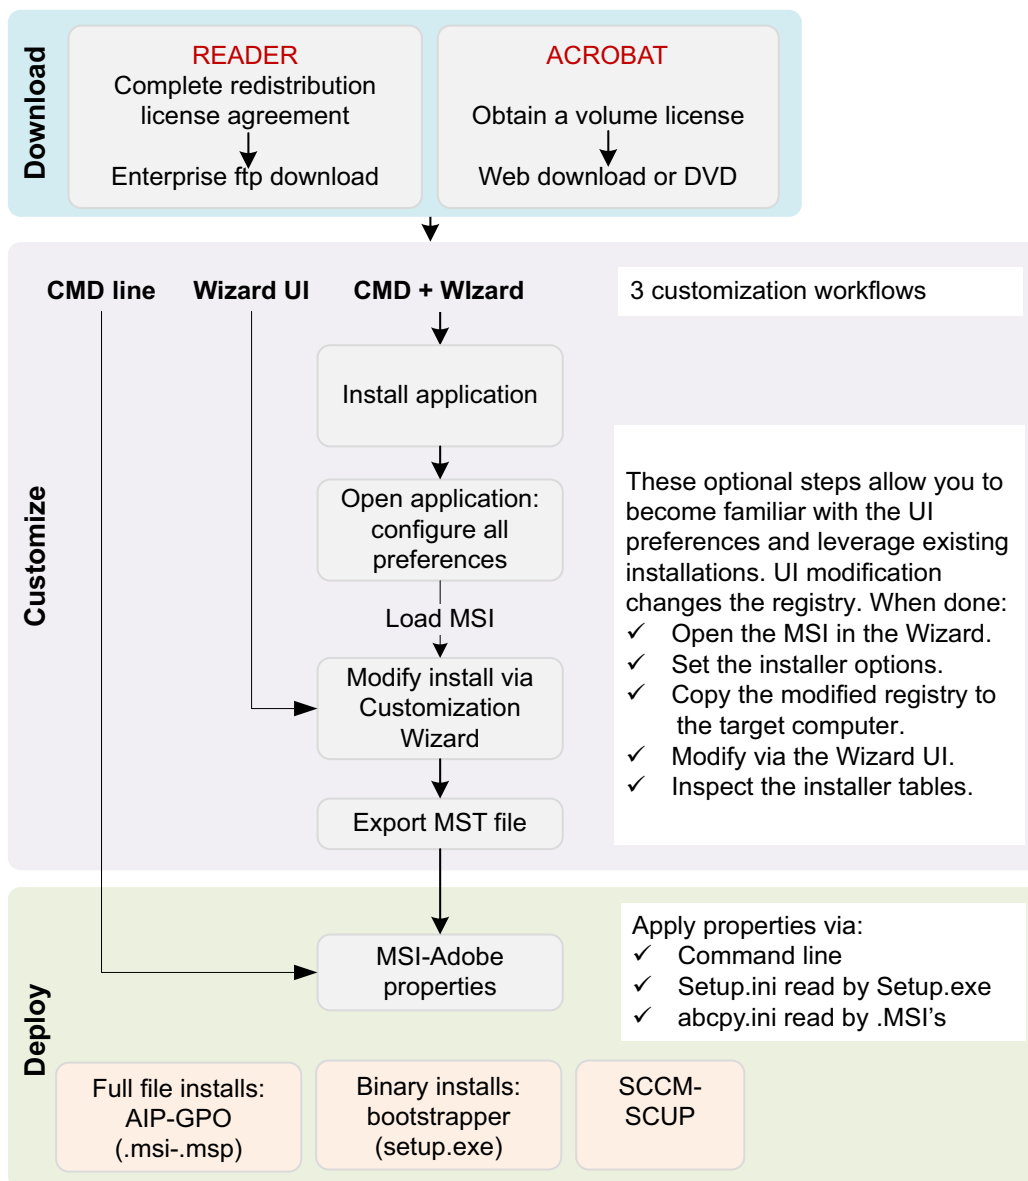 Download
READER
Complete redistribution
license agreement
Enterprise ftp download
ACROBAT
Obtain a volume license
Web download or DVD
Customize
CMD line
Wizard UI
CMD + WIzard
3 customization workflows
Install application
Open application:
configure all
preferences
Load MSI
Modify install via
Customization
Wizard
Export MST file
These optional steps allow you to
become familiar with the UI
preferences and leverage existing
installations. UI modification
changes the registry. When done:
✓ Open the MSI in the Wizard.
✓ Set the installer options.
✓ Copy the modified registry to
the target computer.
✓ Modify via the Wizard UI.
✓ Inspect the installer tables.
Deploy
MSI-Adobe
properties
Apply properties via:
✓ Command line
✓ Setup.ini read by Setup.exe
✓ abcpy.ini read by .MSI's
Full file installs:
AIP-GPO
(.msi-.msp)
Binary installs:
bootstrapper
(setup.exe)
SCCM-
SCUP